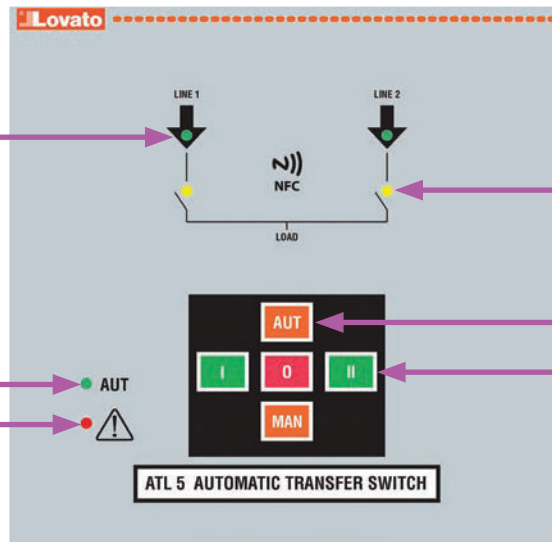 Lovato
LINE 1 LINE 2
NFC
LOAD
AUT
I 0 II
AUT
MAN
ATL 5 AUTOMATIC TRANSFER SWITCH